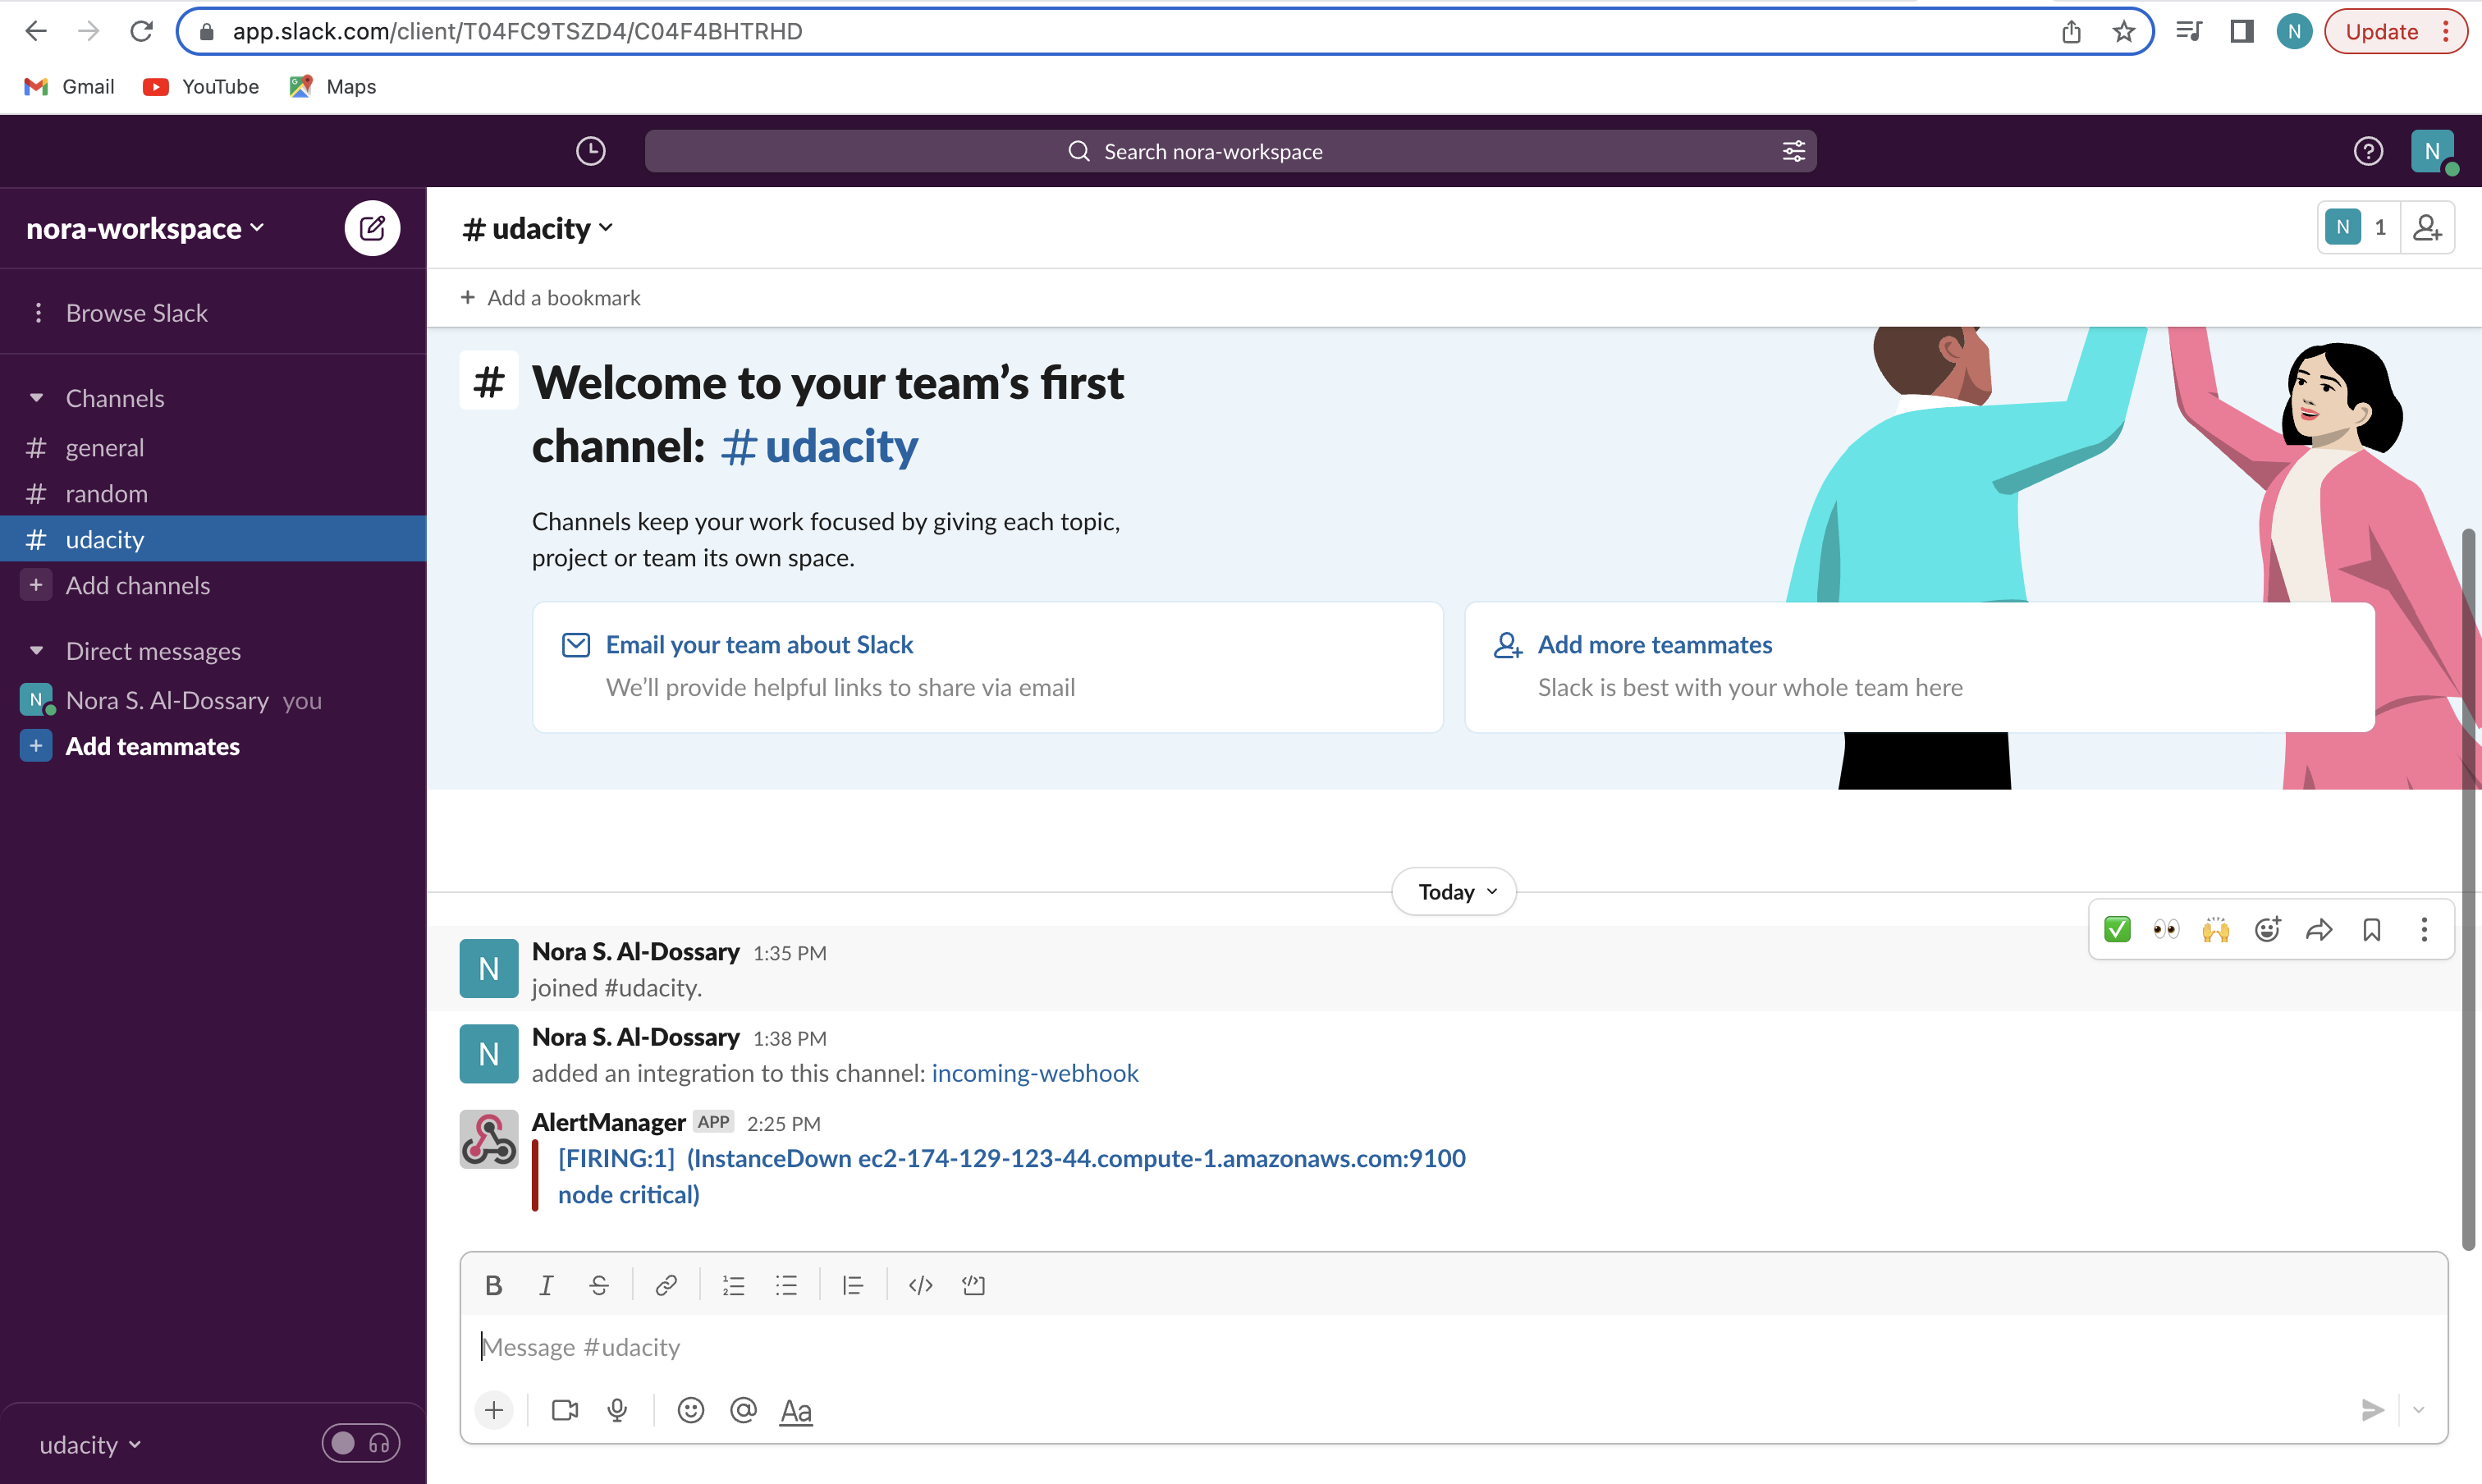 app.slack.com/client/T04FC9TSZD4/C04F4BHTRHD
N
Update
Gmail
YouTube
Maps
Search nora-workspace
N
nora-workspace
Browse Slack
Channels
# general
# random
# udacity
+ Add channels
Direct messages
N Nora S. Al-Dossary you
+ Add teammates
udacity
# udacity
N 1
+ Add a bookmark
# Welcome to your team’s first
channel: # udacity
Channels keep your work focused by giving each topic,
project or team its own space.
Email your team about Slack
We’ll provide helpful links to share via email
Add more teammates
Slack is best with your whole team here
Today
N
Nora S. Al-Dossary 1:35 PM
joined #udacity.
N
Nora S. Al-Dossary 1:38 PM
added an integration to this channel: incoming-webhook
AlertManager APP 2:25 PM
[FIRING:1] (InstanceDown ec2-174-129-123-44.compute-1.amazonaws.com:9100
node critical)
B I S
Message #udacity
+ @ Aa